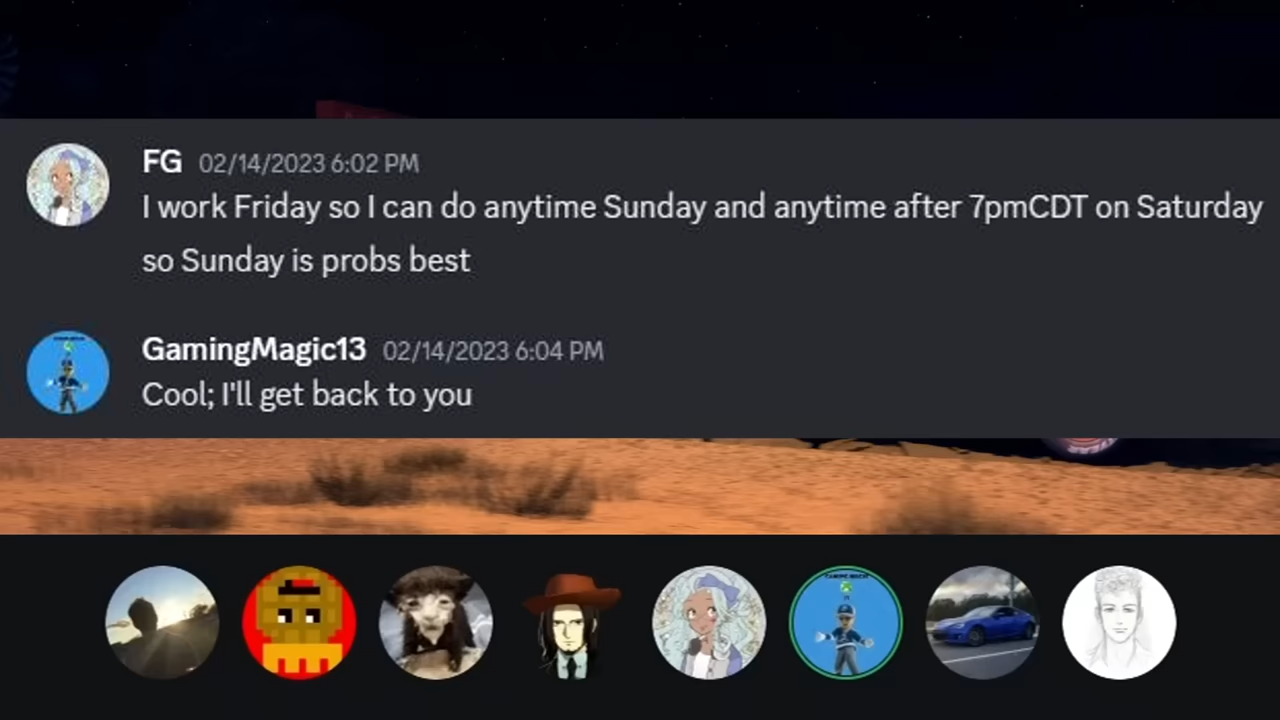 FG 02/14/2023 6:02 PM
I work Friday so I can do anytime Sunday and anytime after 7pmCDT on Saturday
so Sunday is probs best
GamingMagic13 02/14/2023 6:04 PM
Cool; I'll get back to you